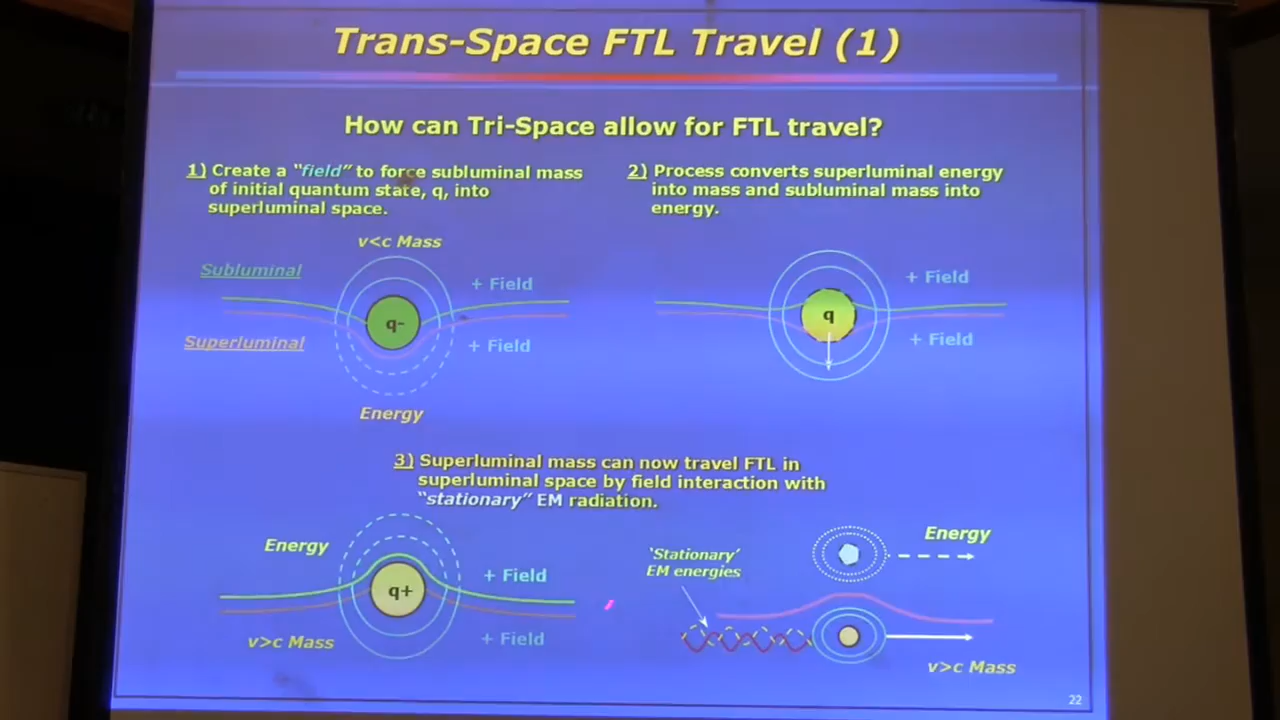 Trans-Space FTL Travel (1)
How can Tri-Space allow for FTL travel?
1) Create a "field" to force subluminal mass
of initial quantum state, q, into
superluminal space.
2) Process converts superluminal energy
into mass and subluminal mass into
energy.
v<c Mass
Subluminal
+ Field
q-
Superluminal
+ Field
Energy
+ Field
q
+ Field
3) Superluminal mass can now travel FTL in
superluminal space by field interaction with
"stationary" EM radiation.
Energy
+ Field
q+
v>c Mass
+ Field
'Stationary'
EM energies
Energy
v>c Mass
22